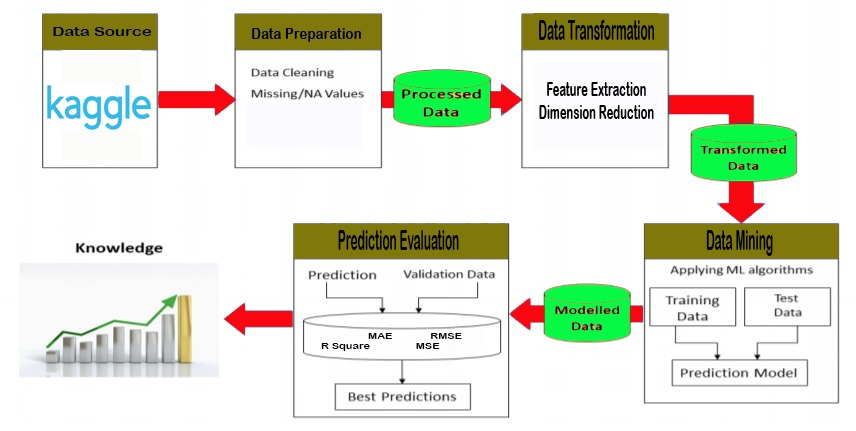 Data Source
kaggle
Data Preparation
Data Cleaning
Missing/NA Values
Processed
Data
Data Transformation
Feature Extraction
Dimension Reduction
Transformed
Data
Data Mining
Applying ML algorithms
Training
Data
Test
Data
Prediction Model
Modelled
Data
Prediction Evaluation
Prediction
Validation Data
MAE
RMSE
R Square
MSE
Best Predictions
Knowledge